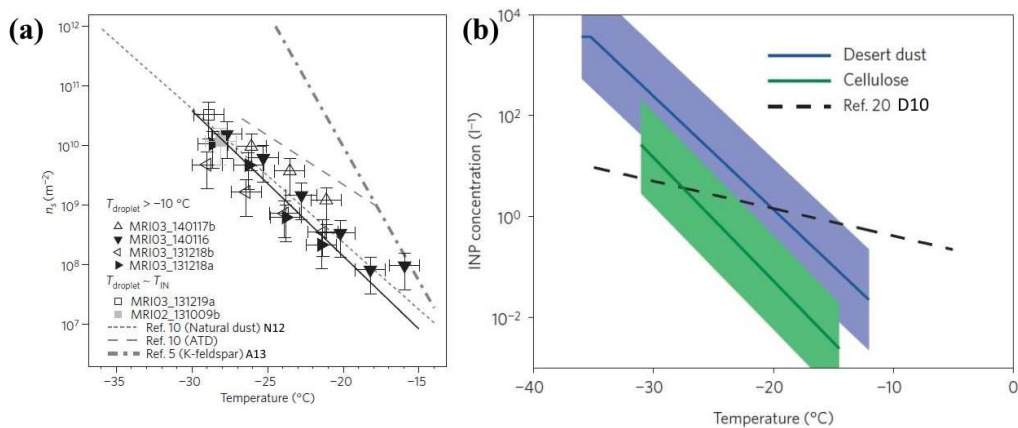 (a)
10¹²
10¹¹
10¹⁰
10⁹
10⁸
10⁷
nₛ (m⁻²)
T_droplet > −10 °C
MRI03_140117b
MRI03_140116
MRI03_131218b
MRI03_131218a
T_droplet ~ T_IN
MRI03_131219a
MRI02_131009b
Ref. 10 (Natural dust) N12
Ref. 10 (ATD)
Ref. 5 (K-feldspar) A13
−35 −30 −25 −20 −15
Temperature (°C)
(b)
10⁴
10²
10⁰
10⁻²
INP concentration (l⁻¹)
Desert dust
Cellulose
Ref. 20 D10
−40 −30 −20 −10 0
Temperature (°C)